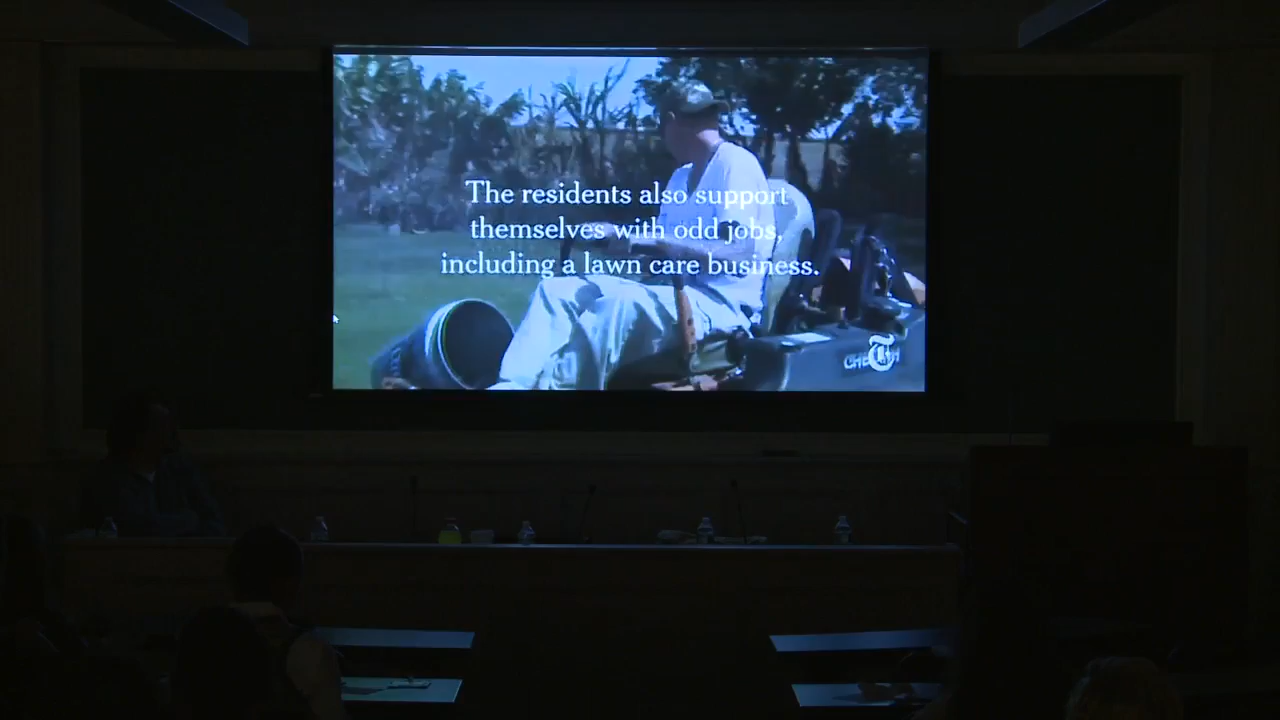 The residents also support
themselves with odd jobs,
including a lawn care business.
T